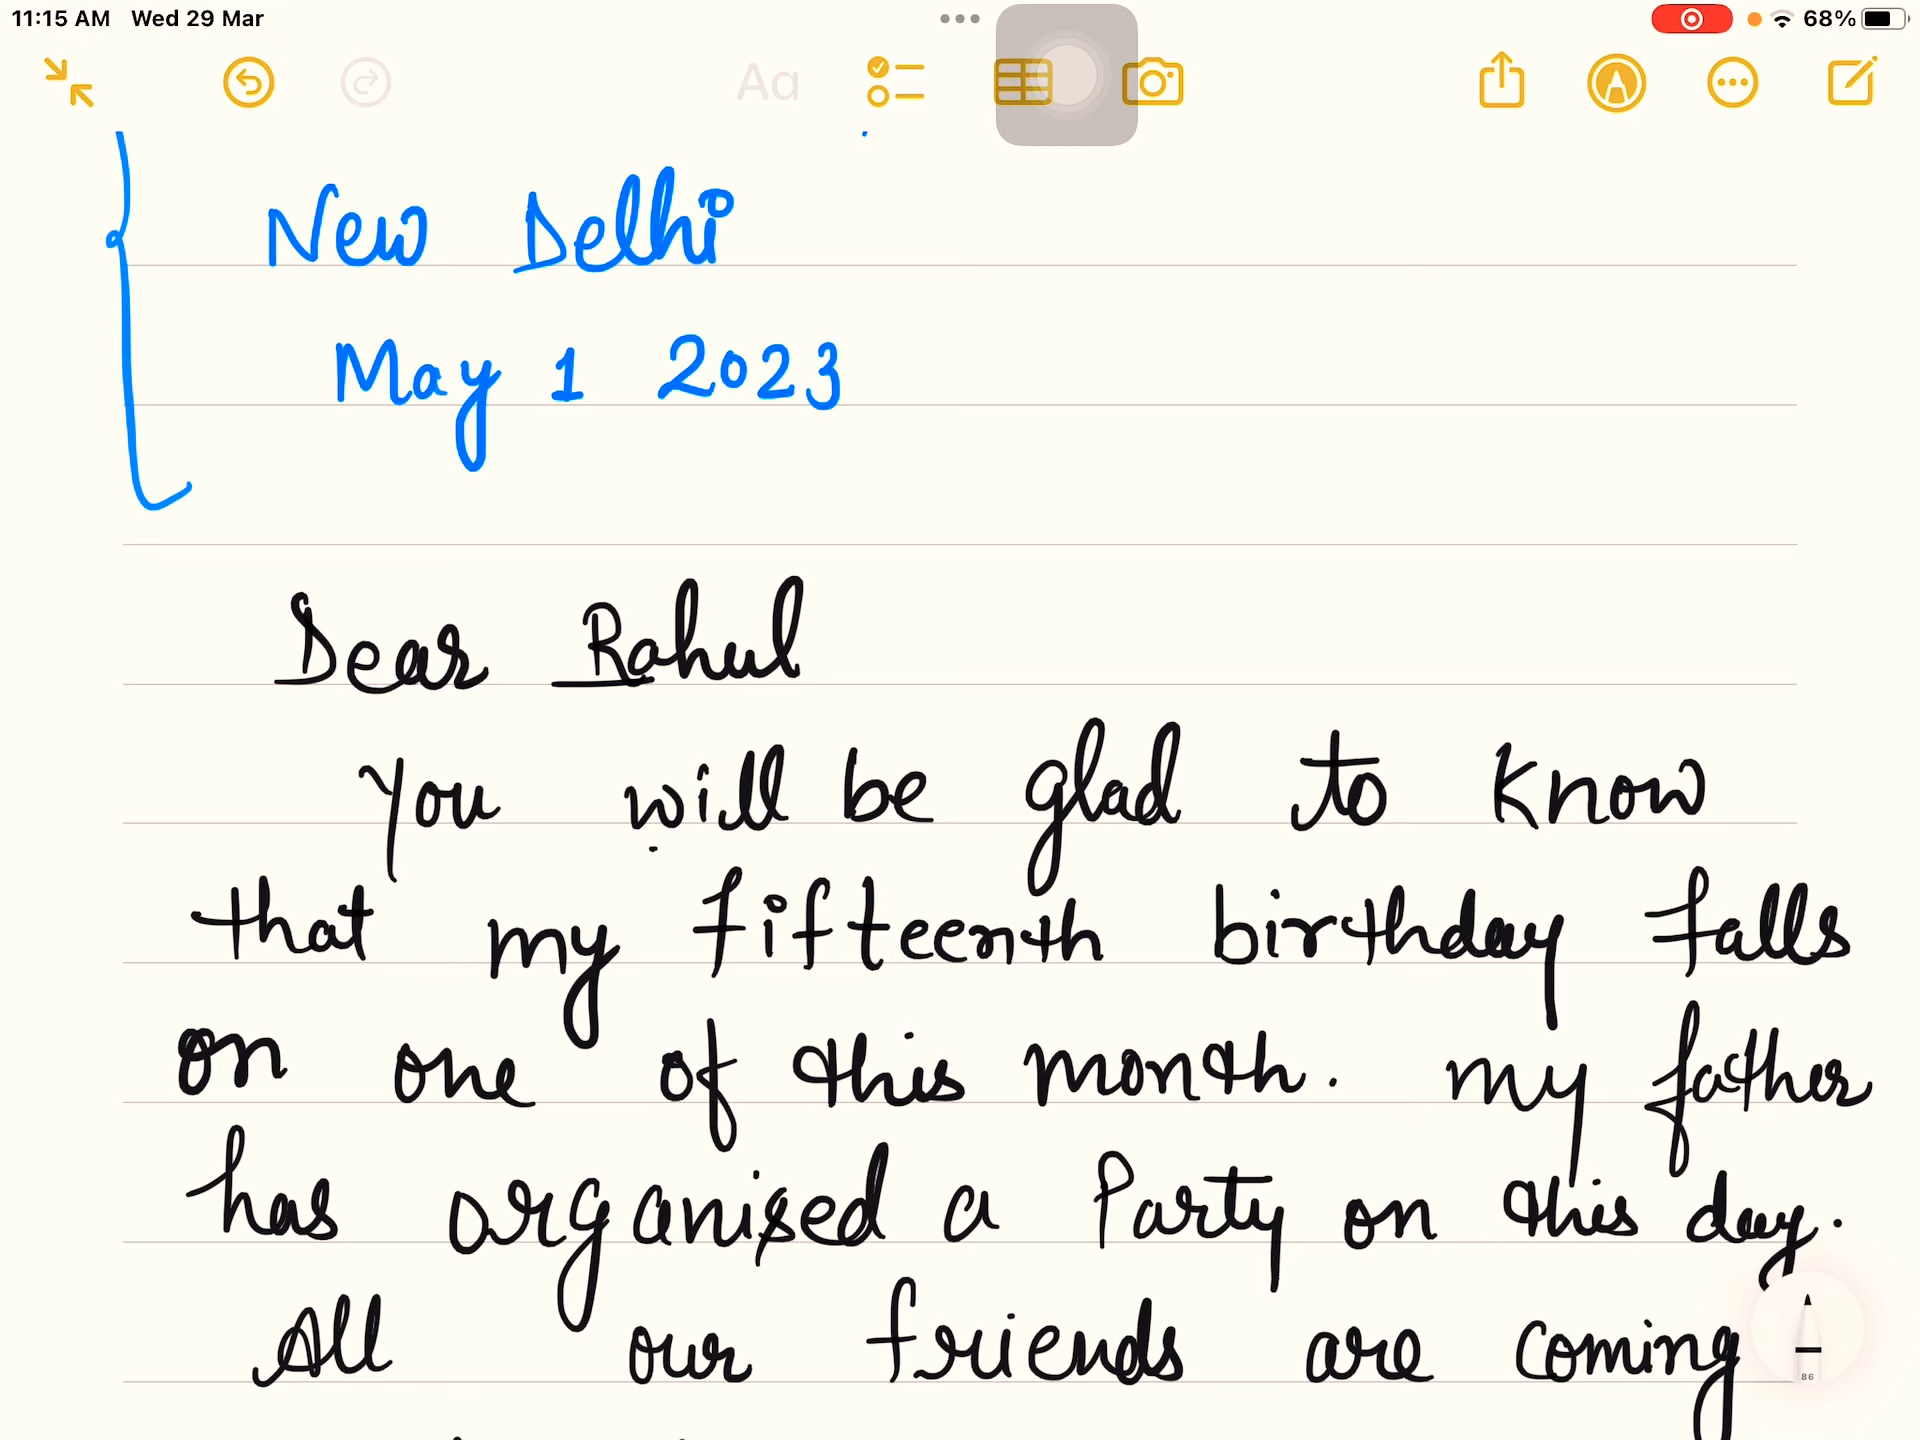 11:15 AM Wed 29 Mar
68%
Aa
New Delhi
May 1 2023
Dear Rahul
You will be glad to know
that my fifteenth birthday falls
on one of this month. my father
has organised a Party on this day.
All our friends are coming
86